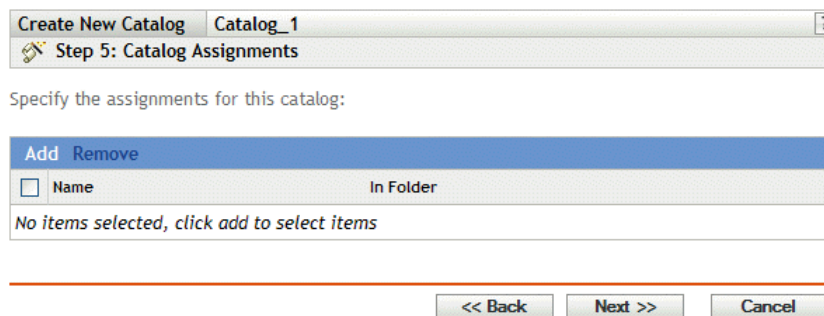 Create New Catalog Catalog_1
Step 5: Catalog Assignments
Specify the assignments for this catalog:
Add Remove
Name In Folder
No items selected, click add to select items
<< Back Next >> Cancel